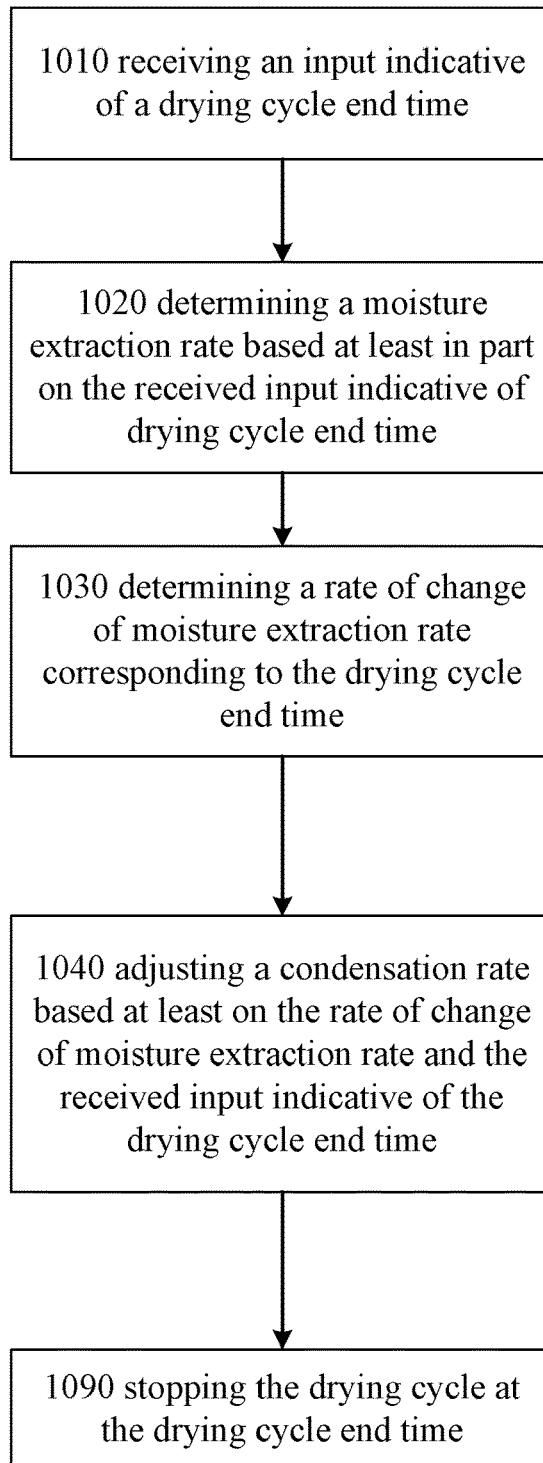 1010 receiving an input indicative
of a drying cycle end time
1020 determining a moisture
extraction rate based at least in part
on the received input indicative of
drying cycle end time
1030 determining a rate of change
of moisture extraction rate
corresponding to the drying cycle
end time
1040 adjusting a condensation rate
based at least on the rate of change
of moisture extraction rate and the
received input indicative of the
drying cycle end time
1090 stopping the drying cycle at
the drying cycle end time